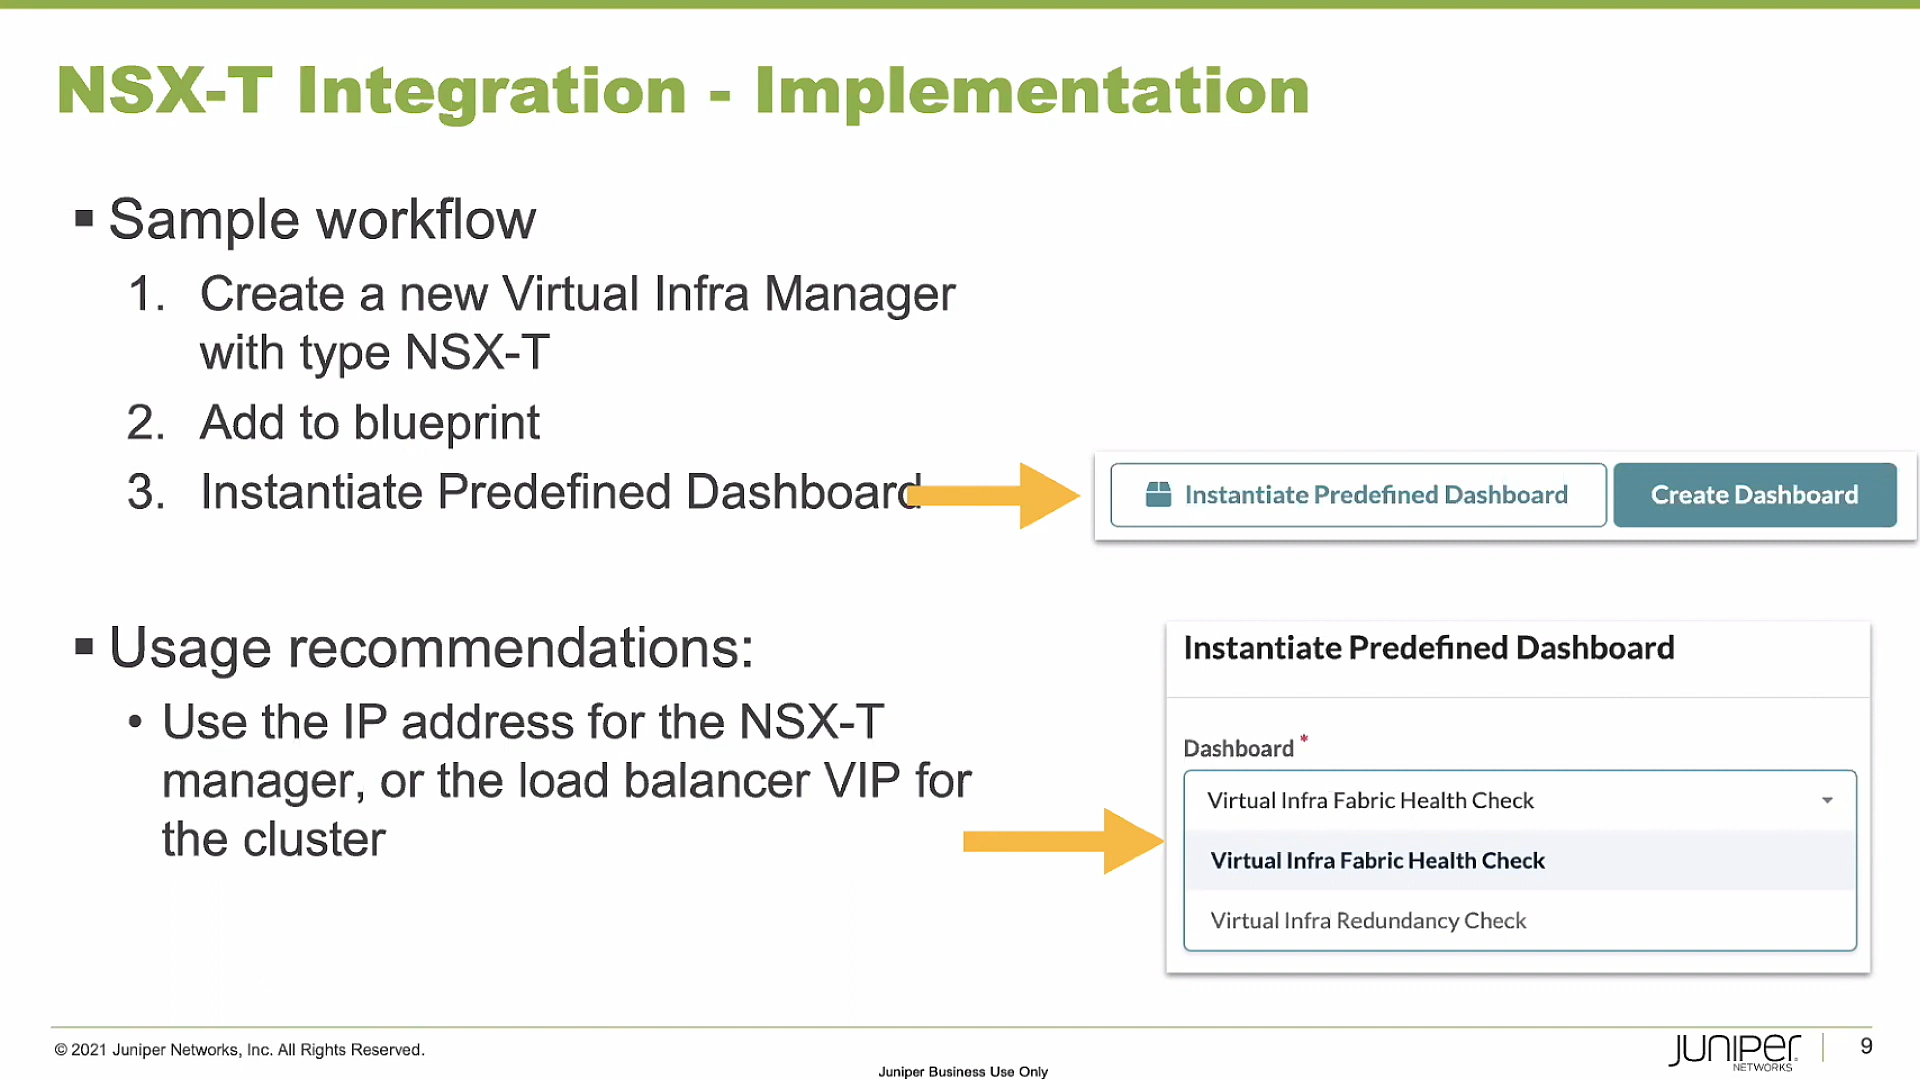 NSX-T Integration - Implementation
▪ Sample workflow
1. Create a new Virtual Infra Manager
with type NSX-T
2. Add to blueprint
3. Instantiate Predefined Dashboard
Instantiate Predefined Dashboard
Create Dashboard
▪ Usage recommendations:
• Use the IP address for the NSX-T
manager, or the load balancer VIP for
the cluster
Instantiate Predefined Dashboard
Dashboard *
Virtual Infra Fabric Health Check
Virtual Infra Fabric Health Check
Virtual Infra Redundancy Check
© 2021 Juniper Networks, Inc. All Rights Reserved.
Juniper Business Use Only
JUNIPEr
NETWORKS
9